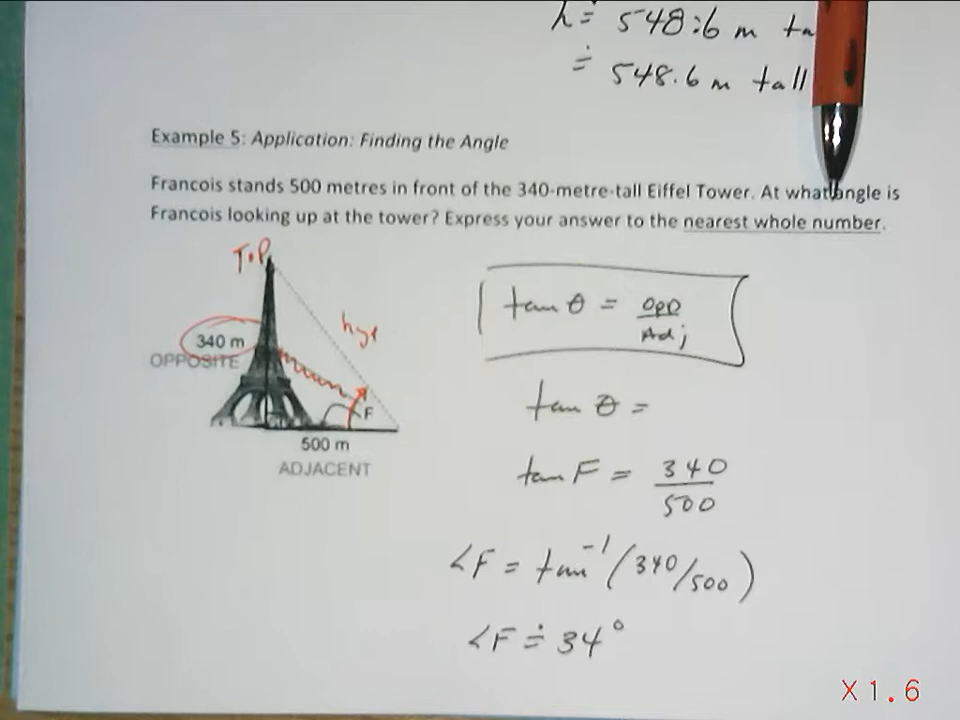 h ≐ 548.6 m ta
≐ 548.6 m tall
Example 5: Application: Finding the Angle
Francois stands 500 metres in front of the 340-metre-tall Eiffel Tower. At what angle is
Francois looking up at the tower? Express your answer to the nearest whole number.
TOP
340 m
OPPOSITE
hyp
F
500 m
ADJACENT
tan θ = Opp/Adj
tan θ =
tan F = 340/500
∠F = tan⁻¹(340/500)
∠F ≐ 34°
X1.6